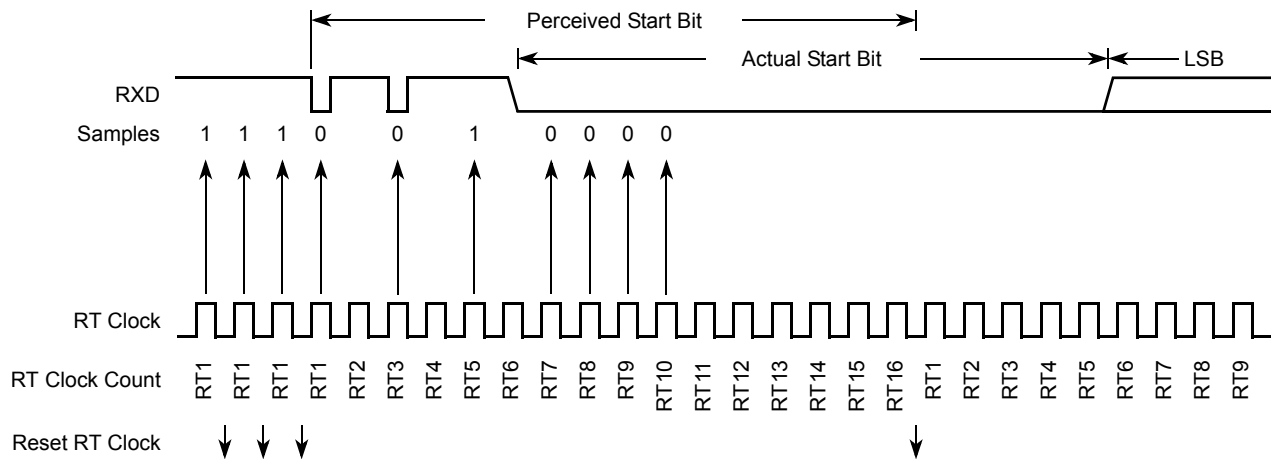 Perceived Start Bit
Actual Start Bit
LSB
RXD
Samples 1 1 1 0 0 1 0 0 0 0
RT Clock
RT Clock Count RT1 RT1 RT1 RT1 RT2 RT3 RT4 RT5 RT6 RT7 RT8 RT9 RT10 RT11 RT12 RT13 RT14 RT15 RT16 RT1 RT2 RT3 RT4 RT5 RT6 RT7 RT8 RT9
Reset RT Clock